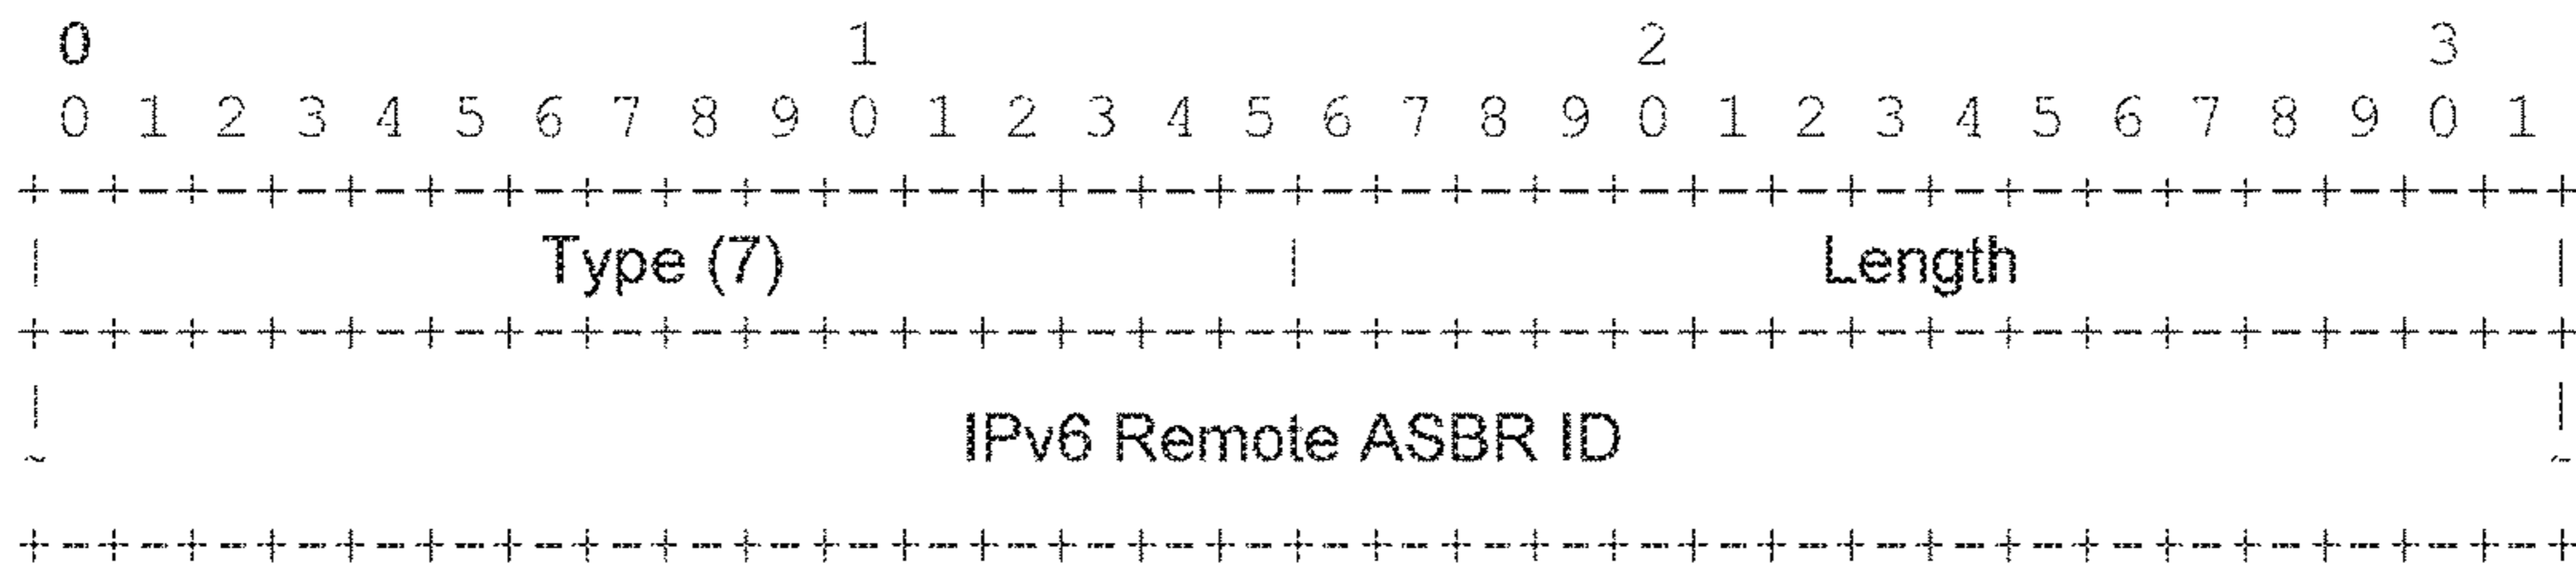 0 1 2 3
0 1 2 3 4 5 6 7 8 9 0 1 2 3 4 5 6 7 8 9 0 1 2 3 4 5 6 7 8 9 0 1
+-+-+-+-+-+-+-+-+-+-+-+-+-+-+-+-+-+-+-+-+-+-+-+-+-+-+-+-+-+-+-+-+
| Type (7) | Length |
+-+-+-+-+-+-+-+-+-+-+-+-+-+-+-+-+-+-+-+-+-+-+-+-+-+-+-+-+-+-+-+-+
| |
~ IPv6 Remote ASBR ID ~
+-+-+-+-+-+-+-+-+-+-+-+-+-+-+-+-+-+-+-+-+-+-+-+-+-+-+-+-+-+-+-+-+